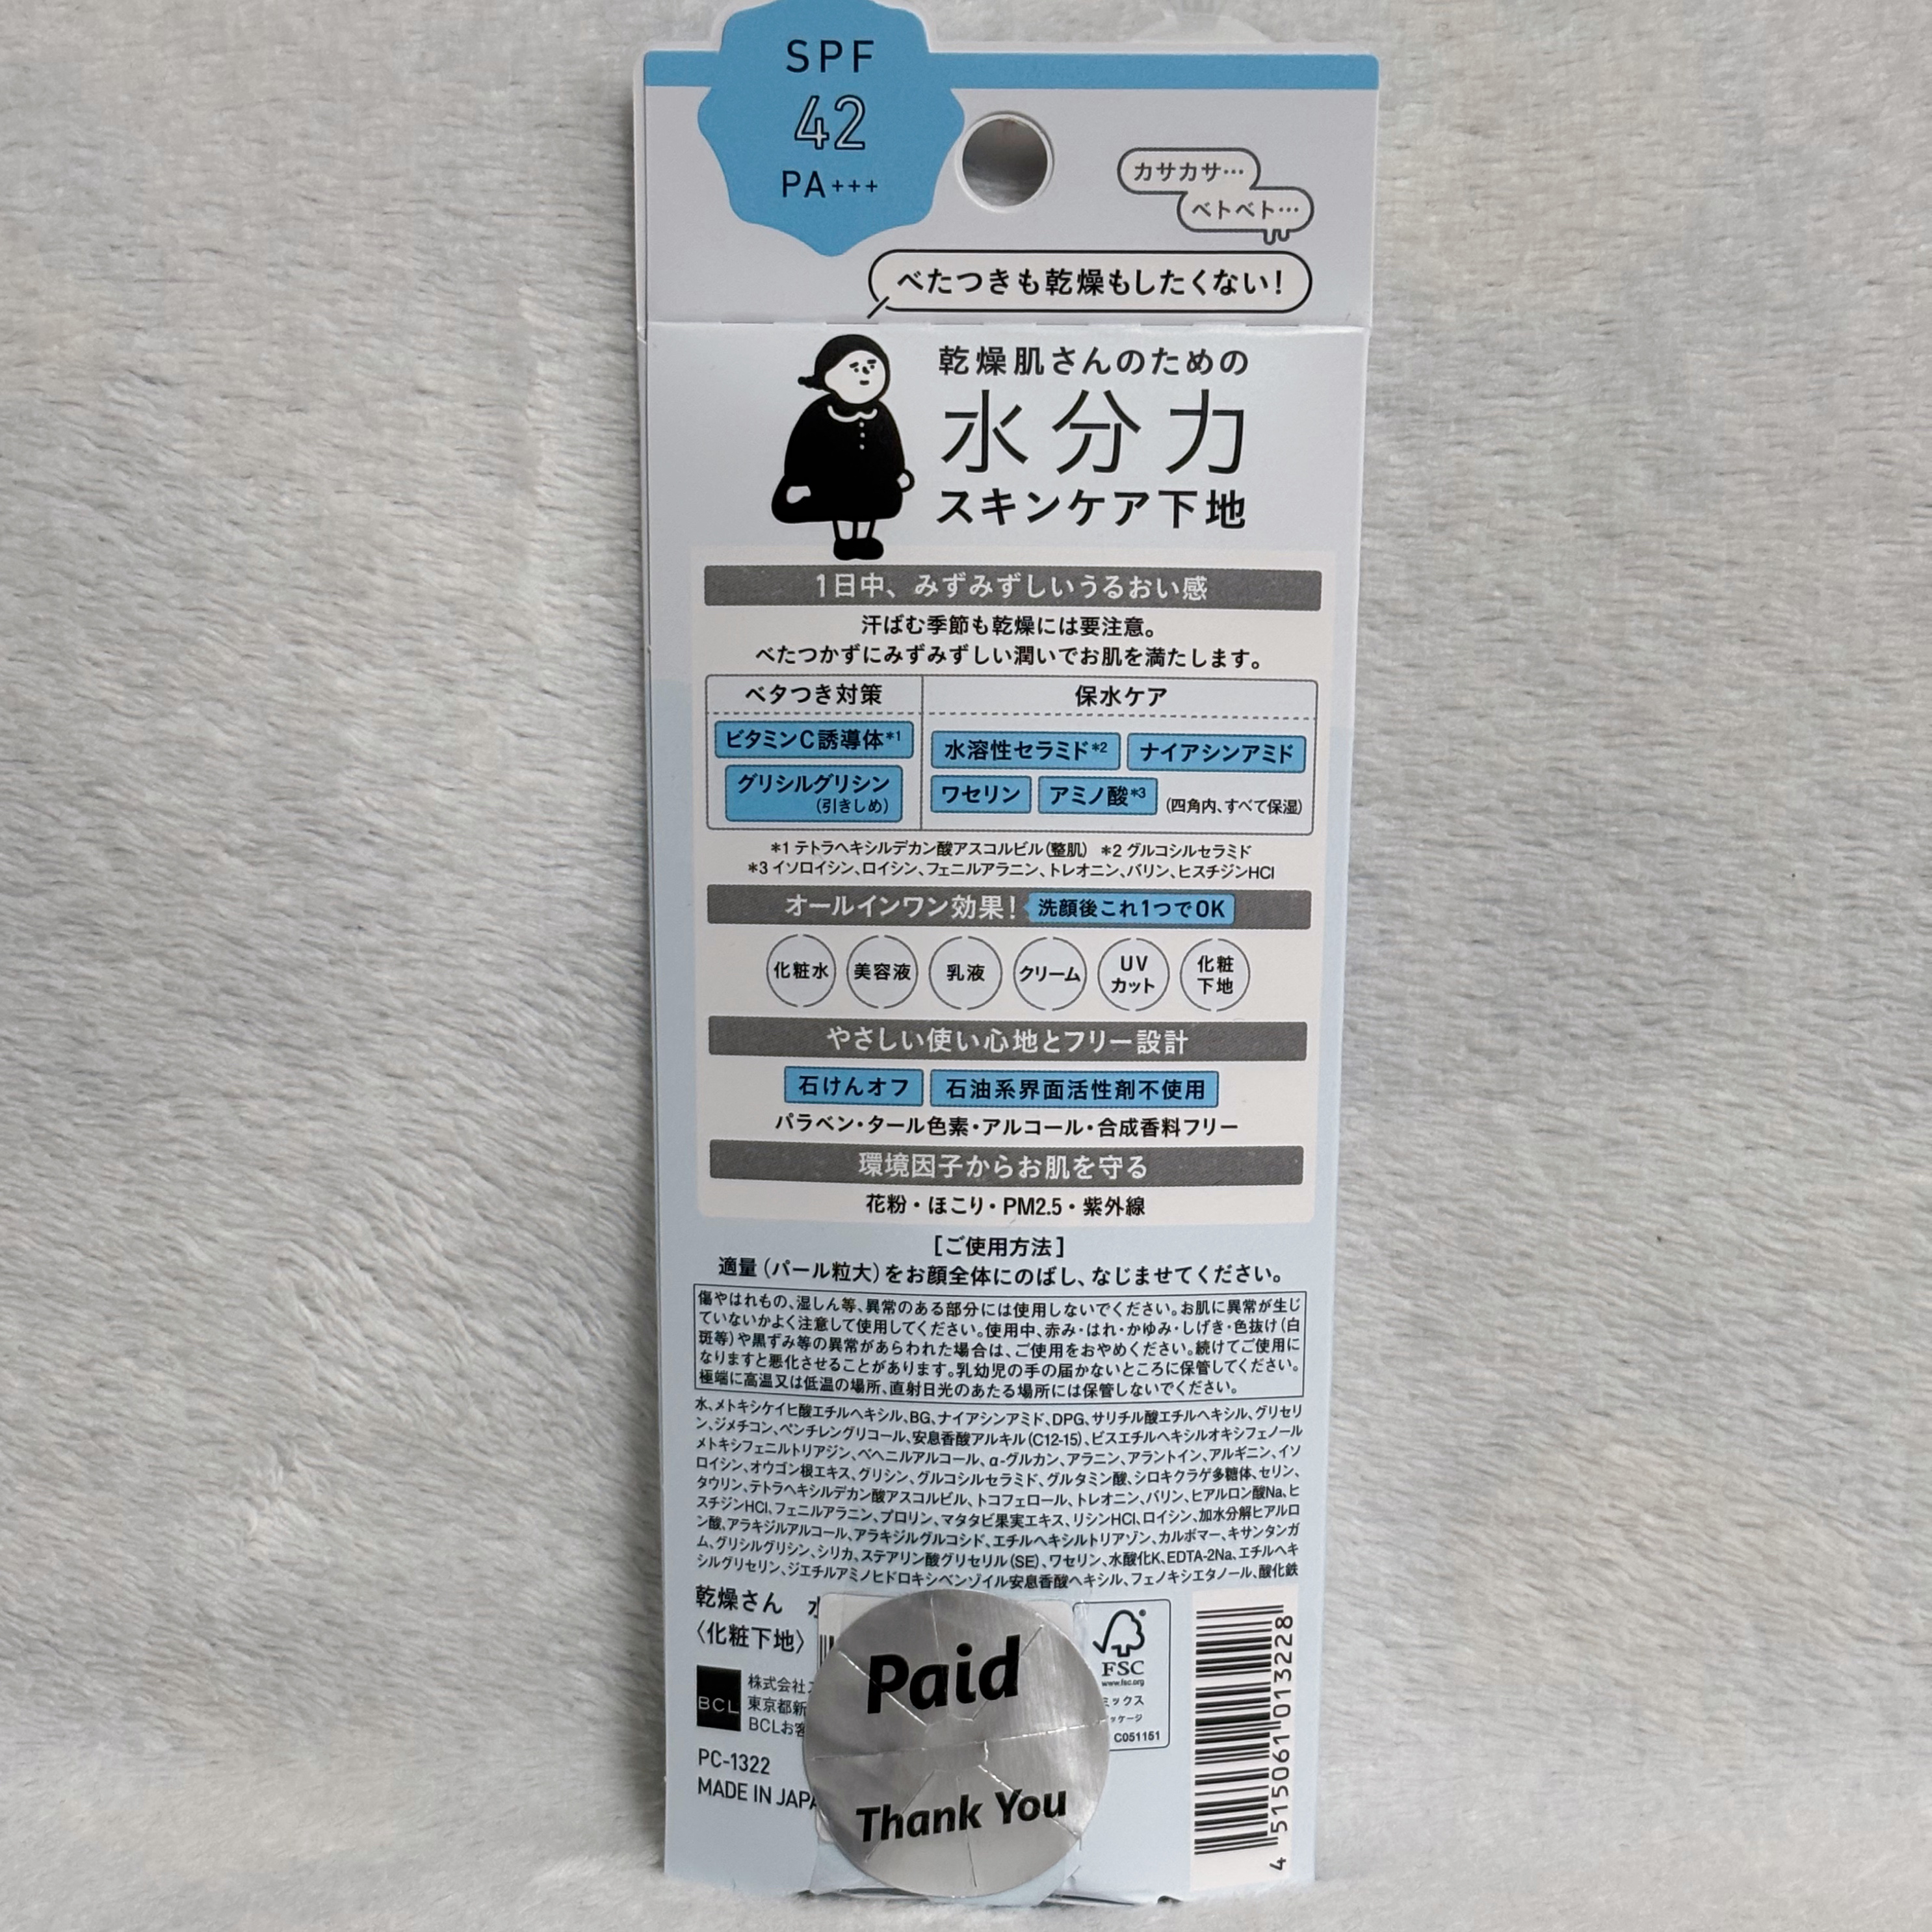 SPF
42
PA+++
カサカサ…
ベトベト…
べたつきも乾燥もしたくない!
乾燥肌さんのための
水分力
スキンケア下地
1日中、みずみずしいうるおい感
汗ばむ季節も乾燥には要注意。
べたつかずにみずみずしい潤いでお肌を満たします。
ベタつき対策
ビタミンC誘導体*1
グリシルグリシン
(引きしめ)
保水ケア
水溶性セラミド*2 ナイアシンアミド
ワセリン アミノ酸*3 (四角内、すべて保湿)
*1 テトラヘキシルデカン酸アスコルビル(整肌) *2 グルコシルセラミド
*3 イソロイシン、ロイシン、フェニルアラニン、トレオニン、バリン、ヒスチジンHCl
オールインワン効果! 洗顔後これ1つでOK
化粧水 美容液 乳液 クリーム UVカット 化粧下地
やさしい使い心地とフリー設計
石けんオフ 石油系界面活性剤不使用
パラベン・タール色素・アルコール・合成香料フリー
環境因子からお肌を守る
花粉・ほこり・PM2.5・紫外線
[ご使用方法]
適量(パール粒大)をお顔全体にのばし、なじませてください。
傷やはれもの、湿しん等、異常のある部分には使用しないでください。お肌に異常が生じ
ていないかよく注意して使用してください。使用中、赤み・はれ・かゆみ・しげき・色抜け(白
斑等)や黒ずみ等の異常があらわれた場合は、ご使用をおやめください。続けてご使用に
なりますと悪化させることがあります。乳幼児の手の届かないところに保管してください。
極端に高温又は低温の場所、直射日光のあたる場所には保管しないでください。
水、メトキシケイヒ酸エチルヘキシル、BG、ナイアシンアミド、DPG、サリチル酸エチルヘキシル、グリセリ
ン、ジメチコン、ペンチレングリコール、安息香酸アルキル(C12-15)、ビスエチルヘキシルオキシフェノール
メトキシフェニルトリアジン、ベヘニルアルコール、α-グルカン、アラニン、アラントイン、アルギニン、イソ
ロイシン、オウゴン根エキス、グリシン、グルコシルセラミド、グルタミン酸、シロキクラゲ多糖体、セリン、
タウリン、テトラヘキシルデカン酸アスコルビル、トコフェロール、トレオニン、バリン、ヒアルロン酸Na、ヒ
スチジンHCl、フェニルアラニン、プロリン、マタタビ果実エキス、リシンHCl、ロイシン、加水分解ヒアルロ
ン酸、アラキジルアルコール、アラキジルグルコシド、エチルヘキシルトリアゾン、カルボマー、キサンタンガ
ム、グリシルグリシン、シリカ、ステアリン酸グリセリル(SE)、ワセリン、水酸化K、EDTA-2Na、エチルヘキ
シルグリセリン、ジエチルアミノヒドロキシベンゾイル安息香酸ヘキシル、フェノキシエタノール、酸化鉄
乾燥さん 水
〈化粧下地〉
BCL
株式会社
東京都新
BCLお客
PC-1322
MADE IN JAPA
Paid
Thank You
FSC
www.fsc.org
ミックス
ッケージ
C051151
4 515061 013228